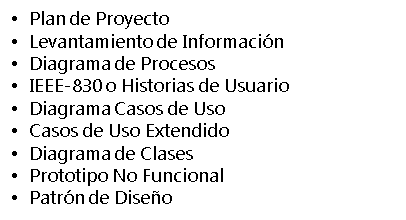 • Plan de Proyecto
• Levantamiento de Información
• Diagrama de Procesos
• IEEE-830 o Historias de Usuario
• Diagrama Casos de Uso
• Casos de Uso Extendido
• Diagrama de Clases
• Prototipo No Funcional
• Patrón de Diseño